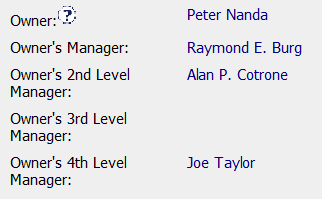 Owner: ? Peter Nanda
Owner's Manager: Raymond E. Burg
Owner's 2nd Level Alan P. Cotrone
Manager:
Owner's 3rd Level
Manager:
Owner's 4th Level Joe Taylor
Manager: